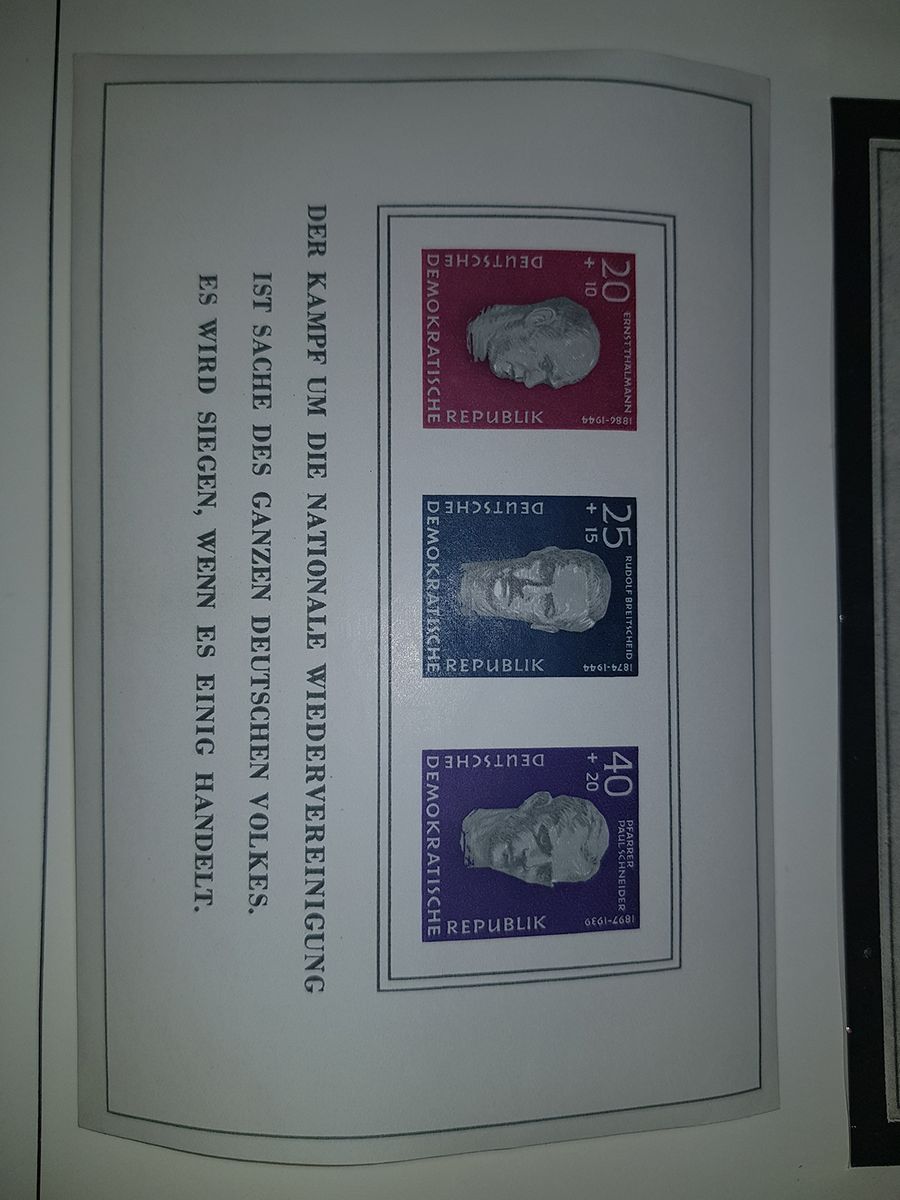 20
+ 10
ERNST THÄLMANN
1886-1944
DEUTSCHE
DEMOKRATISCHE
REPUBLIK
25
+ 15
RUDOLF BREITSCHEID
1874-1944
DEUTSCHE
DEMOKRATISCHE
REPUBLIK
40
+ 20
PFARRER
PAUL SCHNEIDER
1897-1939
DEUTSCHE
DEMOKRATISCHE
REPUBLIK
DER KAMPF UM DIE NATIONALE WIEDERVEREINIGUNG
IST SACHE DES GANZEN DEUTSCHEN VOLKES.
ES WIRD SIEGEN, WENN ES EINIG HANDELT.